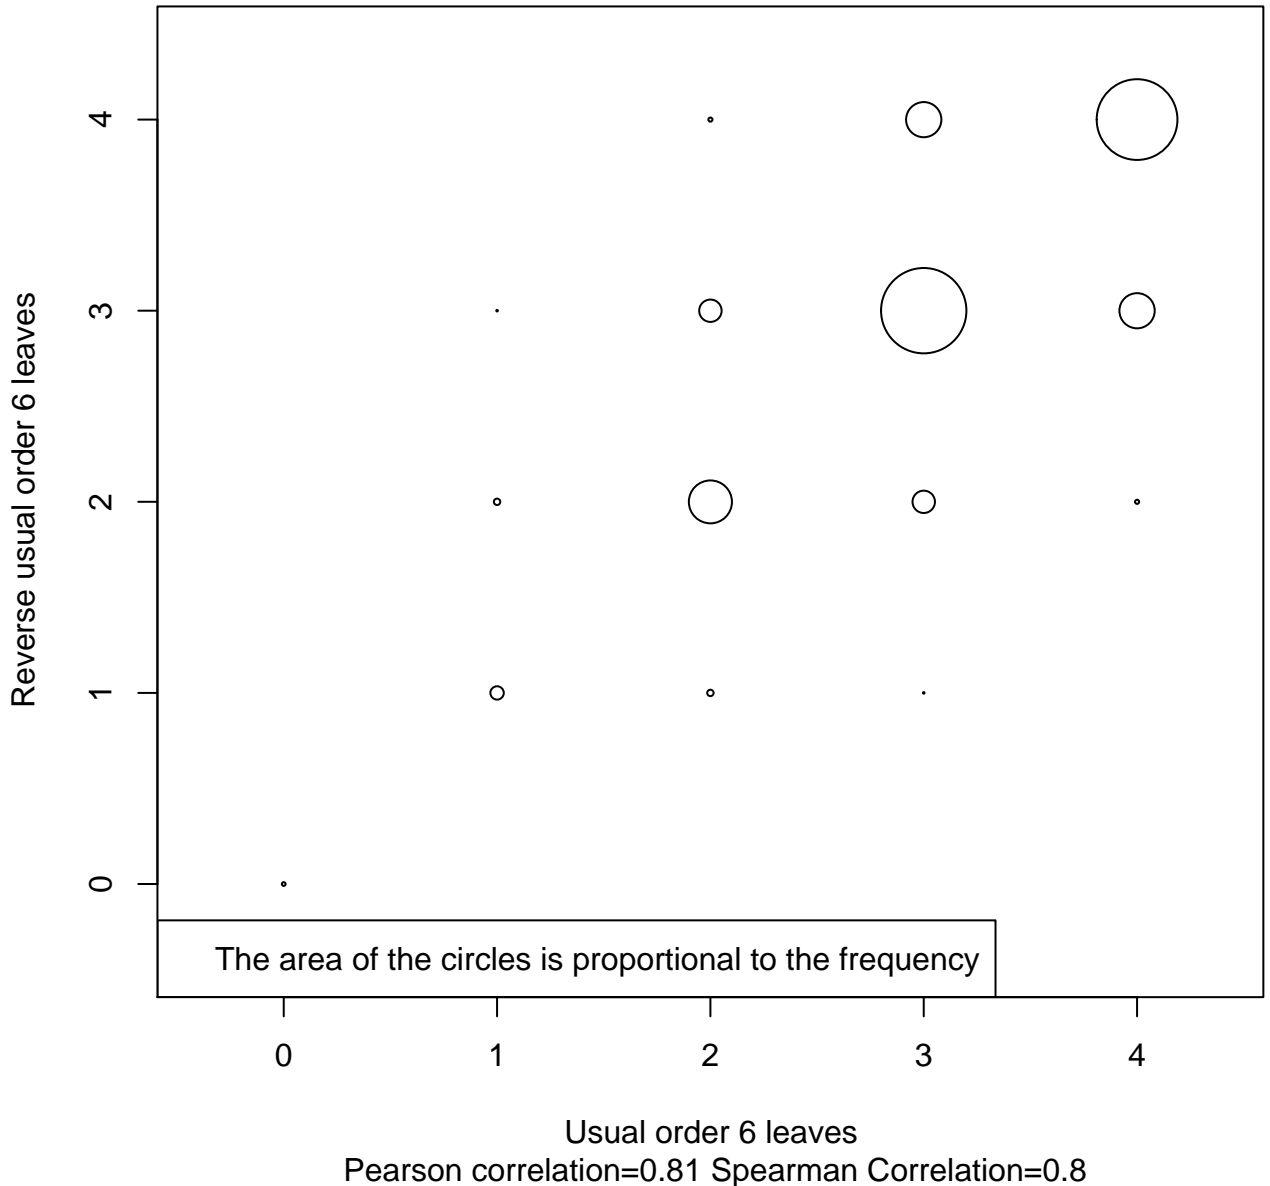 4
3
2
1
0
Reverse usual order 6 leaves
The area of the circles is proportional to the frequency
0 1 2 3 4
Usual order 6 leaves
Pearson correlation=0.81 Spearman Correlation=0.8